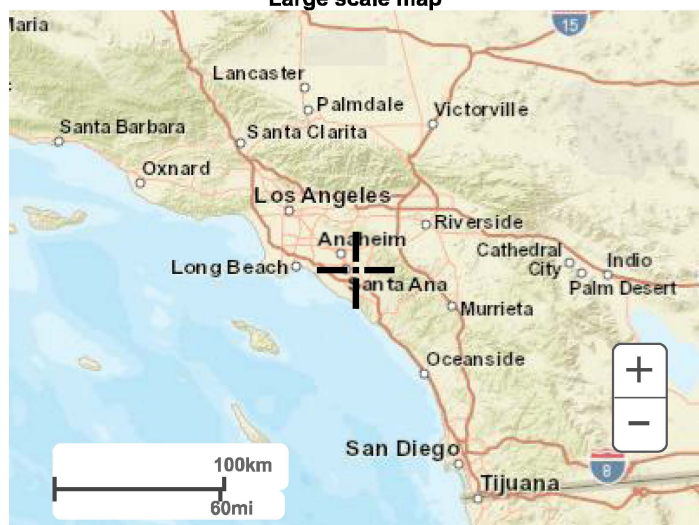 Large scale map
Maria
15
Lancaster
Palmdale
Victorville
Santa Barbara
Santa Clarita
Oxnard
Los Angeles
Riverside
Anaheim
Cathedral
City
Indio
Long Beach
Palm Desert
Santa Ana
Murrieta
Oceanside
+
−
San Diego
100km
8
Tijuana
60mi